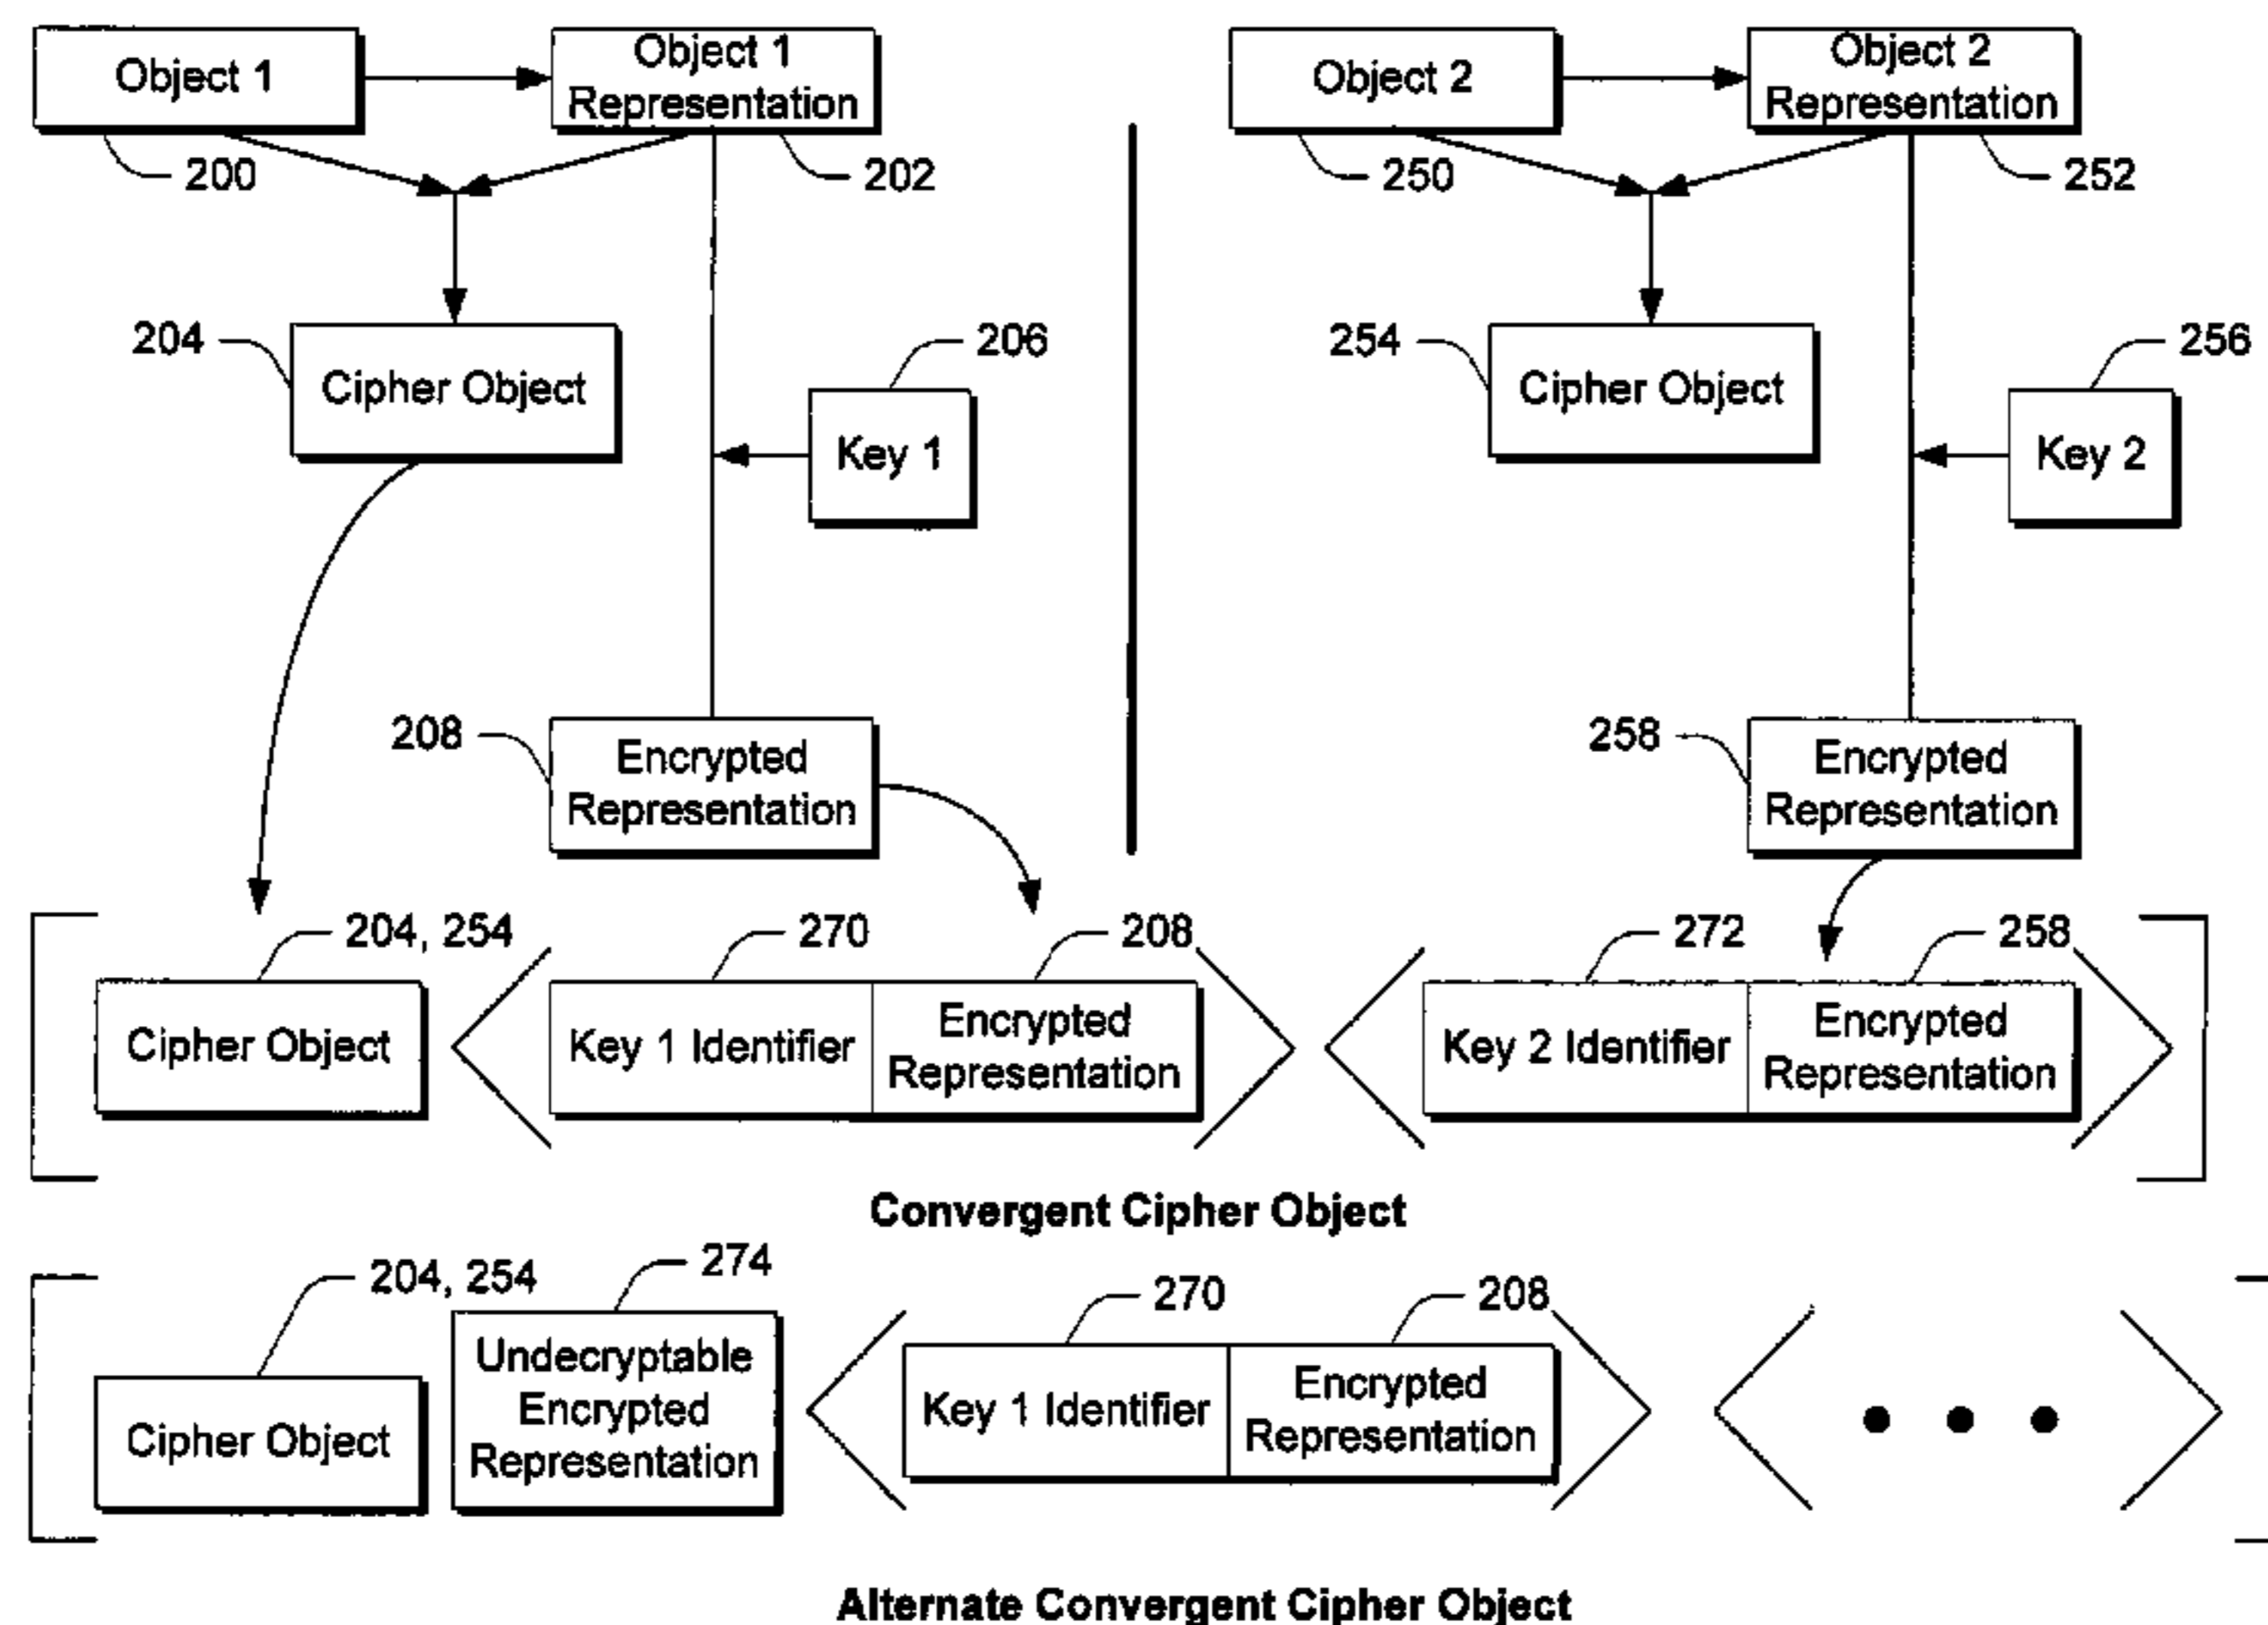 Object 1
Object 1
Representation
Object 2
Object 2
Representation
200
202
250
252
204
Cipher Object
206
Key 1
254
Cipher Object
256
Key 2
208
Encrypted
Representation
258
Encrypted
Representation
204, 254
270
208
272
258
Cipher Object
Key 1 Identifier
Encrypted
Representation
Key 2 Identifier
Encrypted
Representation
Convergent Cipher Object
204, 254
274
270
208
Cipher Object
Undecryptable
Encrypted
Representation
Key 1 Identifier
Encrypted
Representation
Alternate Convergent Cipher Object